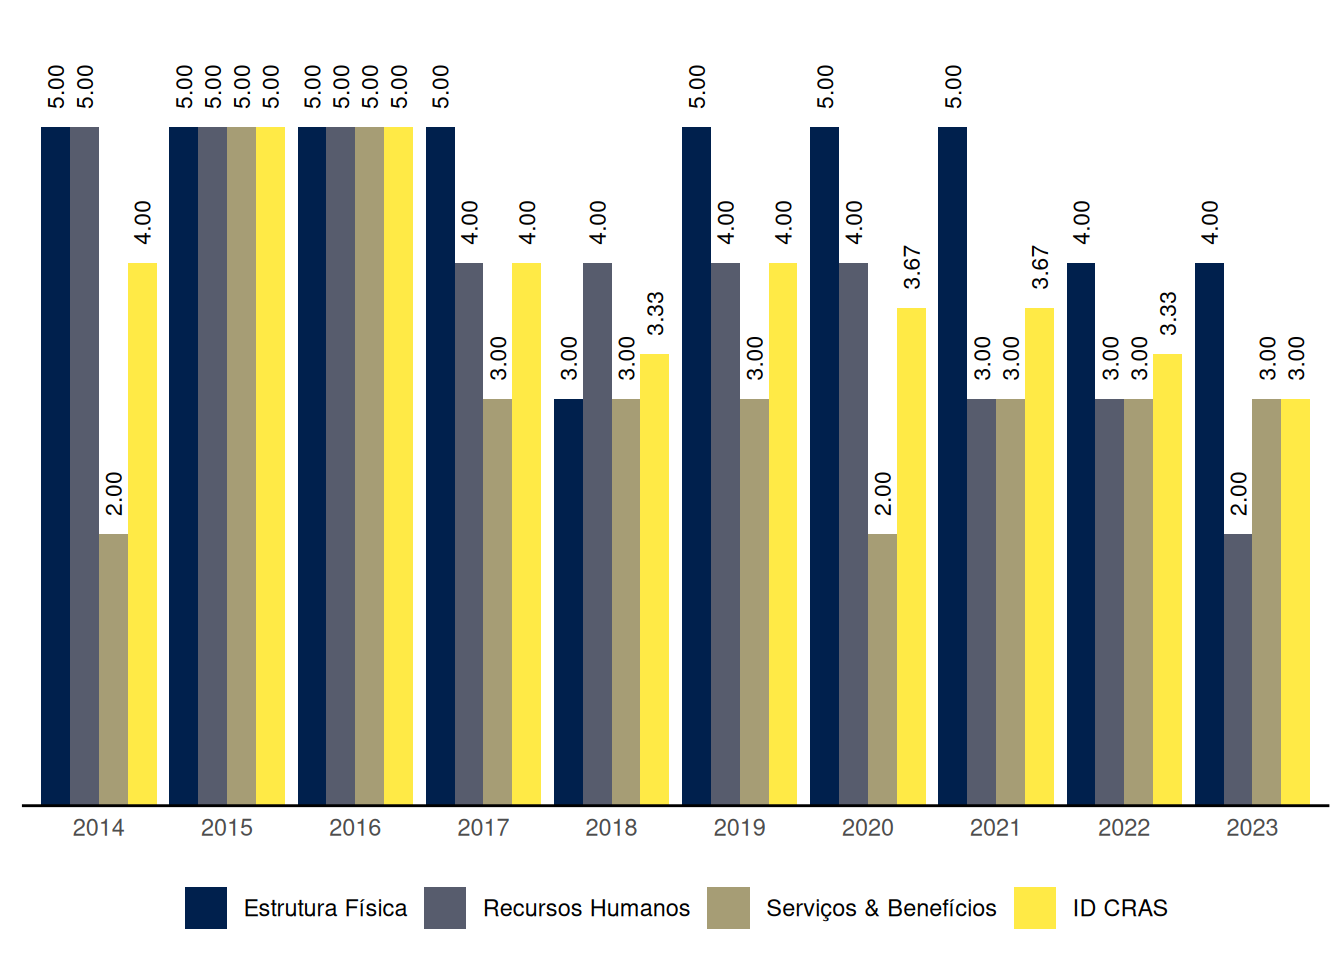 5.00 5.00 2.00 4.00
5.00 5.00 5.00 5.00
5.00 5.00 5.00 5.00
5.00 4.00 3.00 4.00
3.00 4.00 3.00 3.33
5.00 4.00 3.00 4.00
5.00 4.00 2.00 3.67
5.00 3.00 3.00 3.67
4.00 3.00 3.00 3.33
4.00 2.00 3.00 3.00
2014 2015 2016 2017 2018 2019 2020 2021 2022 2023
Estrutura Física Recursos Humanos Serviços & Benefícios ID CRAS